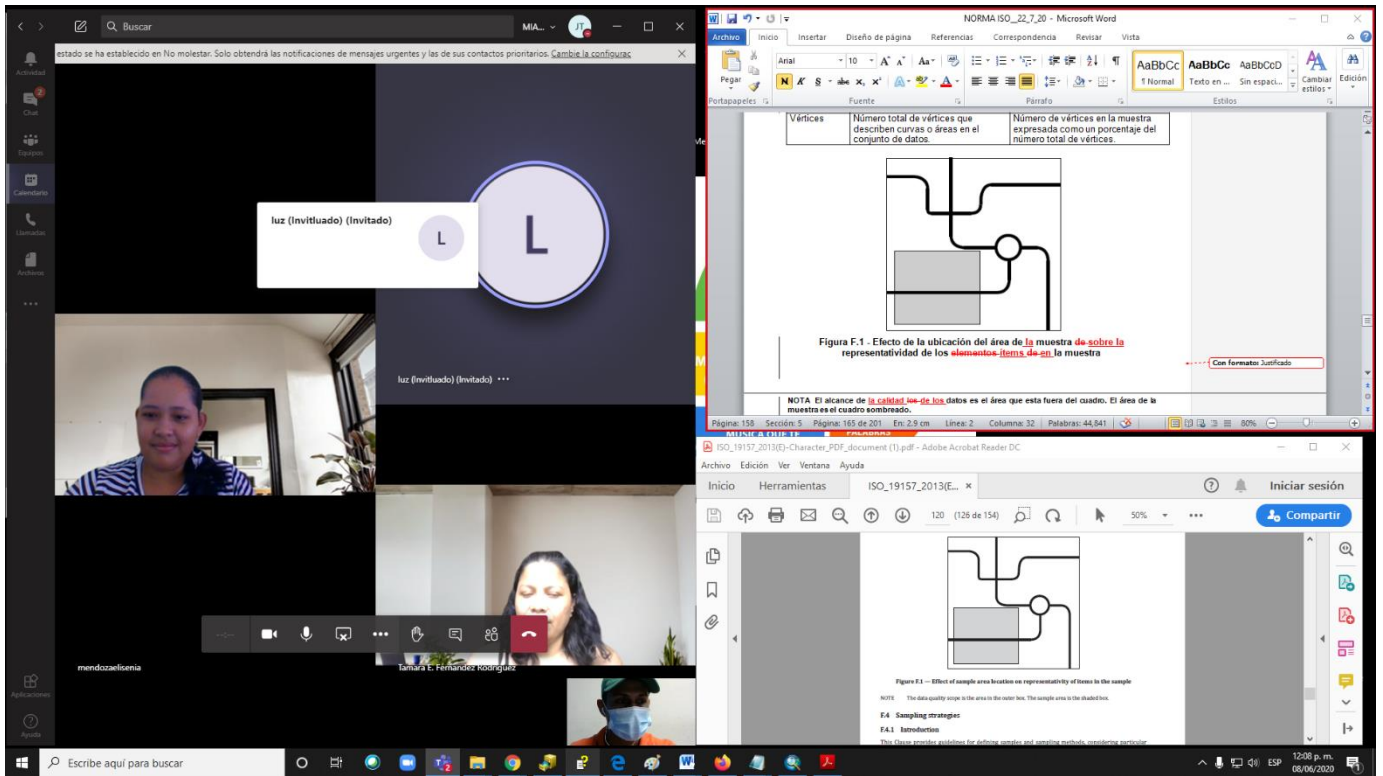 Buscar
MIA...
JT
estado se ha establecido en No molestar. Solo obtendrá las notificaciones de mensajes urgentes y las de sus contactos prioritarios. Cambie la configurac
Actividad
2
Chat
Equipos
Calendario
Llamadas
Archivos
Aplicaciones
Ayuda
luz (Invitluado) (Invitado)
L
L
luz (Invitluado) (Invitado)
mendozaelisenia
Tamara E. Fernandez Rodriguez
NORMA ISO__22_7_20 - Microsoft Word
Archivo Inicio Insertar Diseño de página Referencias Correspondencia Revisar Vista
Pegar
Arial 10
N K S abc x, x²
AaBbCc AaBbCc AaBbCcD
¶ Normal Texto en ... Sin espaci...
Cambiar estilos
Edición
Portapapeles Fuente Párrafo Estilos
Vértices Número total de vértices que describen curvas o áreas en el conjunto de datos. Número de vértices en la muestra expresada como un porcentaje del número total de vértices.
Figura F.1 - Efecto de la ubicación del área de la muestra de sobre la
representatividad de los elementos items de en la muestra
Con formato: Justificado
NOTA El alcance de la calidad los de los datos es el área que esta fuera del cuadro. El área de la
muestra es el cuadro sombreado.
Página: 158 Sección: 5 Página: 165 de 201 En: 2.9 cm Línea: 2 Columna: 32 Palabras: 44,841 80%
MÚSICA QUE TE
PALABRAS
ISO_19157_2013(E)-Character_PDF_document (1).pdf - Adobe Acrobat Reader DC
Archivo Edición Ver Ventana Ayuda
Inicio Herramientas ISO_19157_2013(E... × Iniciar sesión
120 (126 de 154) 50% Compartir
Figure F.1 — Effect of sample area location on representativity of items in the sample
NOTE The data quality scope is the area in the outer box. The sample area is the shaded box.
F.4 Sampling strategies
F.4.1 Introduction
This Clause provides guidelines for defining samples and sampling methods, considering particular
Escribe aquí para buscar
ESP
12:08 p. m.
08/06/2020